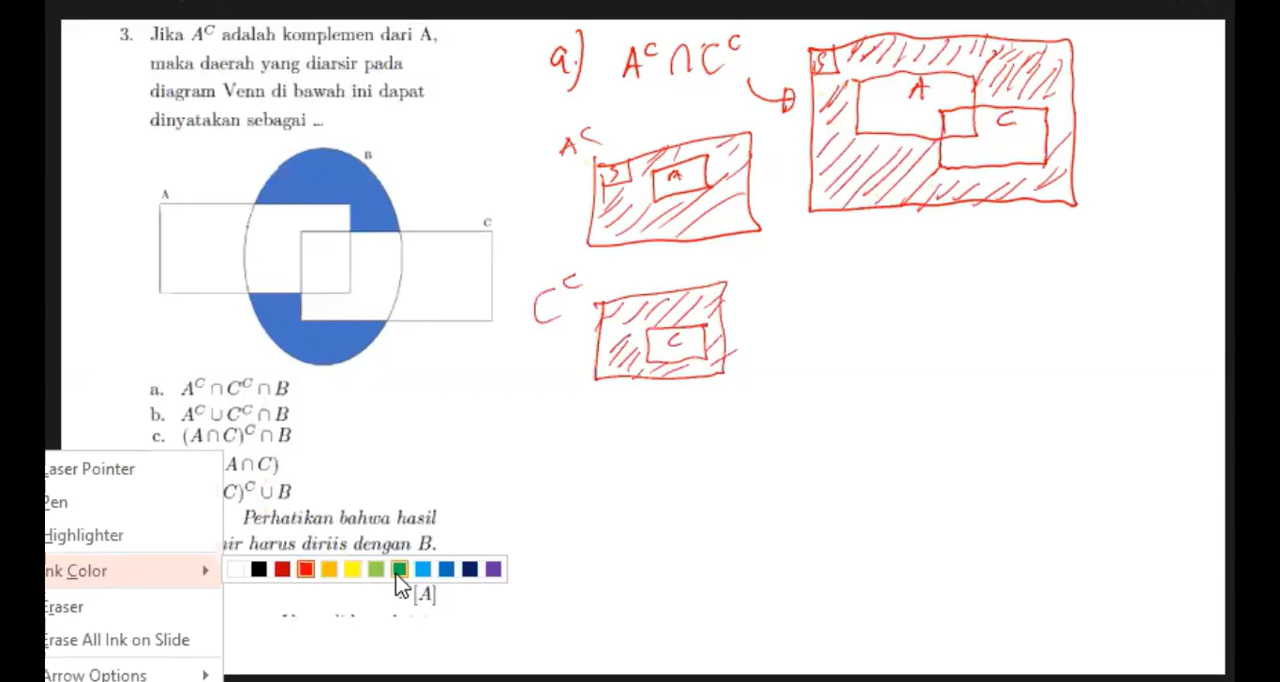 3. Jika A^C adalah komplemen dari A,
maka daerah yang diarsir pada
diagram Venn di bawah ini dapat
dinyatakan sebagai ...
B
A
C
a. A^C ∩ C^C ∩ B
b. A^C ∪ C^C ∩ B
c. (A ∩ C)^C ∩ B
A ∩ C)
C)^C ∪ B
Perhatikan bahwa hasil
harus diriis dengan B.
[A]
a.) A^C ∩ C^C
S
A
C
A^C
S
A
C^C
C
Laser Pointer
Pen
Highlighter
Ink Color
Eraser
Erase All Ink on Slide
Arrow Options